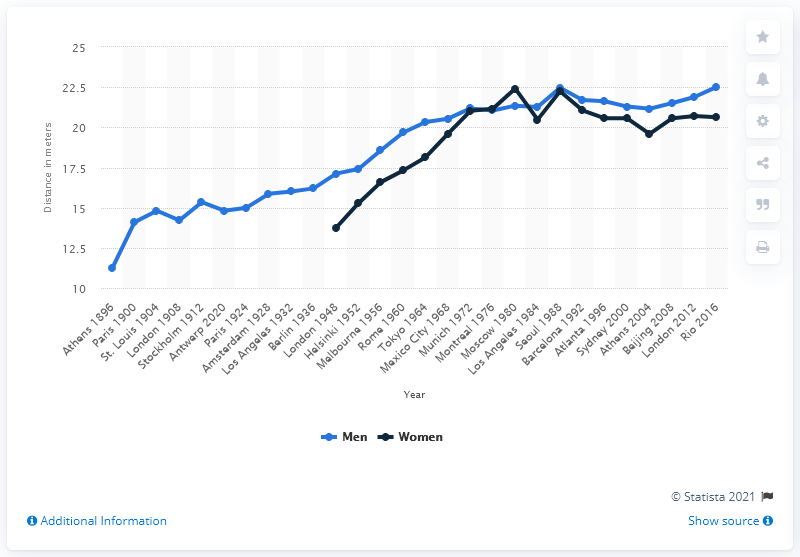 25
22.5
20
17.5
15
12.5
10
Distance in meters
Athens 1896
Paris 1900
St. Louis 1904
London 1908
Stockholm 1912
Antwerp 2020
Paris 1924
Amsterdam 1928
Los Angeles 1932
Berlin 1936
London 1948
Helsinki 1952
Melbourne 1956
Rome 1960
Tokyo 1964
Mexico City 1968
Munich 1972
Montreal 1976
Moscow 1980
Los Angeles 1984
Seoul 1988
Barcelona 1992
Atlanta 1996
Sydney 2000
Athens 2004
Beijing 2008
London 2012
Rio 2016
Year
Men Women
© Statista 2021
Additional Information Show source